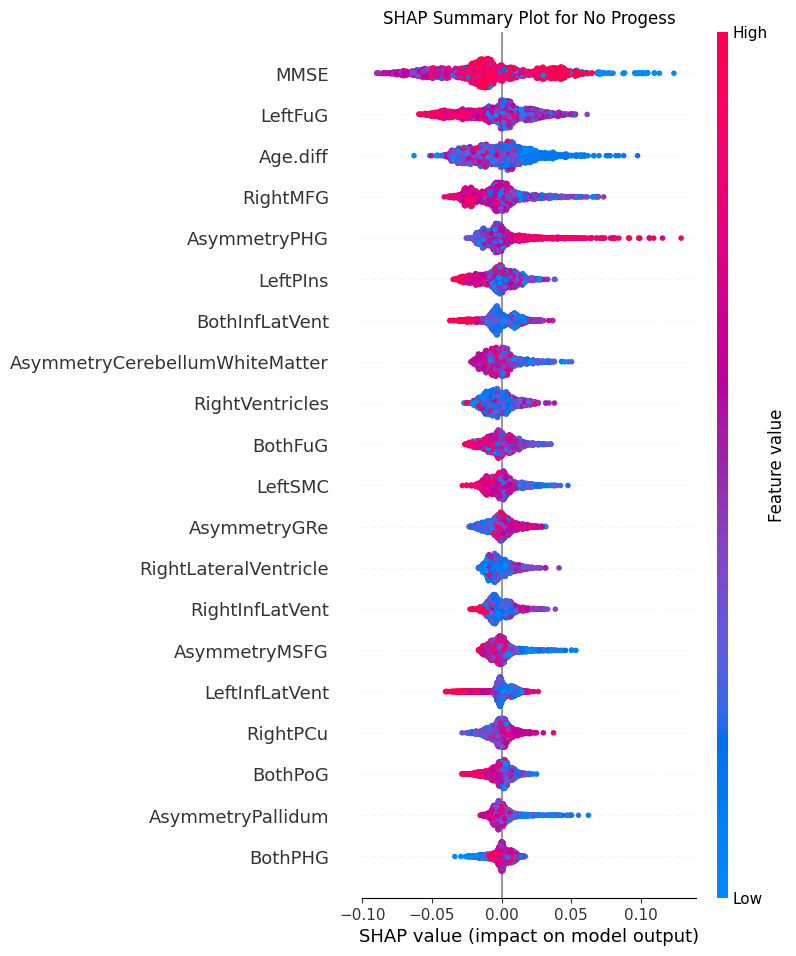 SHAP Summary Plot for No Progess
High
MMSE
LeftFuG
Age.diff
RightMFG
AsymmetryPHG
LeftPIns
BothInfLatVent
AsymmetryCerebellumWhiteMatter
RightVentricles
BothFuG
LeftSMC
AsymmetryGRe
RightLateralVentricle
RightInfLatVent
AsymmetryMSFG
LeftInfLatVent
RightPCu
BothPoG
AsymmetryPallidum
BothPHG
Feature value
Low
−0.10 −0.05 0.00 0.05 0.10
SHAP value (impact on model output)